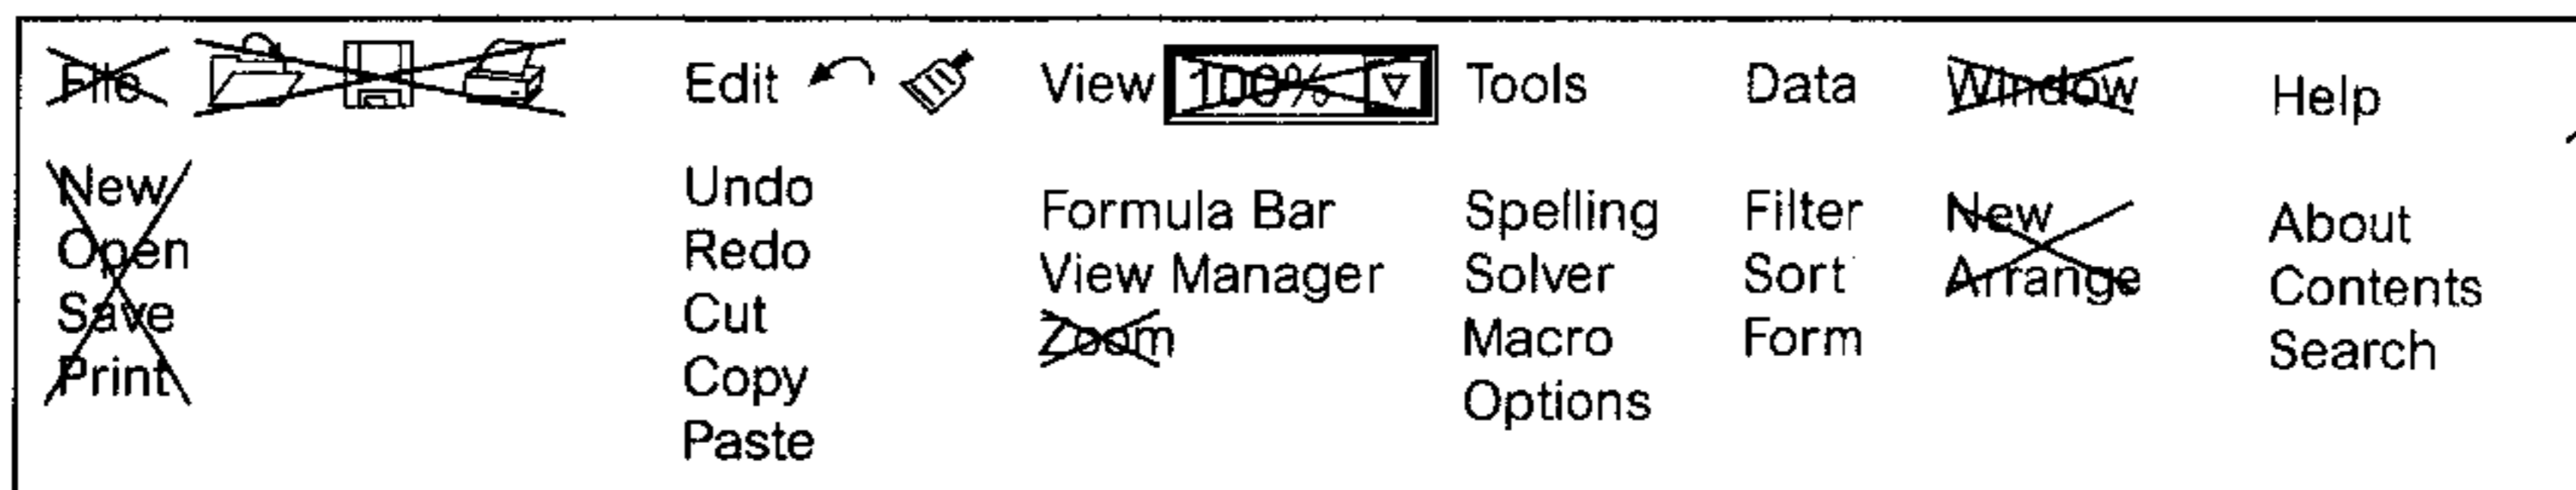 File Edit View 100% Tools Data Window Help
New
Open
Save
Print
Undo
Redo
Cut
Copy
Paste
Formula Bar
View Manager
Zoom
Spelling
Solver
Macro
Options
Filter
Sort
Form
New
Arrange
About
Contents
Search